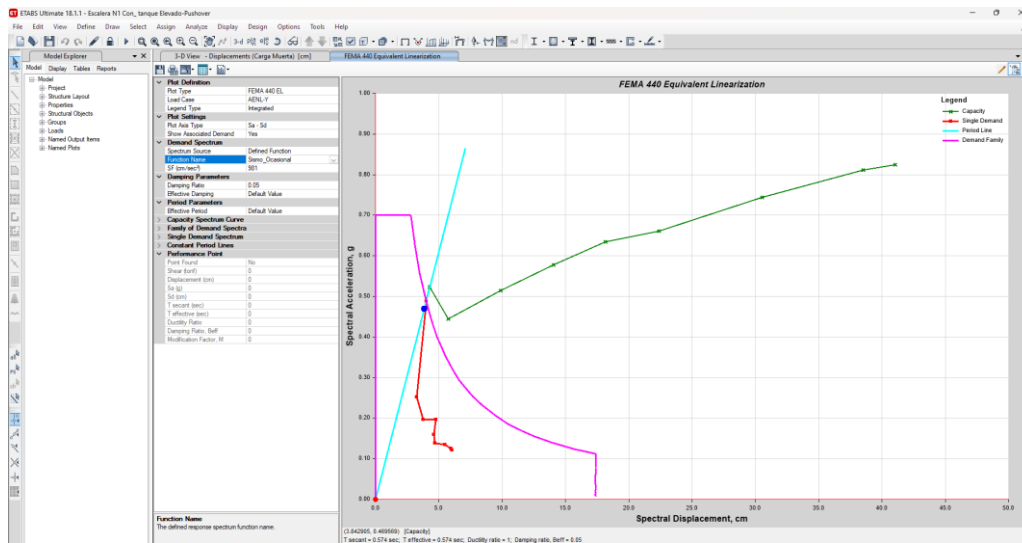 ETABS Ultimate 18.1.1 - Escalera N1 Con_ tanque Elevado-Pushover
File Edit View Define Draw Select Assign Analyze Display Design Options Tools Help
Model Explorer
Model Display Tables Reports
Model
Project
Structure Layout
Properties
Structural Objects
Groups
Loads
Named Output Items
Named Plots
3-D View - Displacements (Carga Muerta) [cm]
FEMA 440 Equivalent Linearization
Plot Definition
Plot Type FEMA 440 EL
Load Case AENL-Y
Legend Type Integrated
Plot Settings
Plot Axis Type Sa - Sd
Show Associated Demand Yes
Demand Spectrum
Spectrum Source Defined Function
Function Name Sismo_Ocasional
SF (cm/sec²) 981
Damping Parameters
Damping Ratio 0.05
Effective Damping Default Value
Period Parameters
Effective Period Default Value
Capacity Spectrum Curve
Family of Demand Spectra
Single Demand Spectrum
Constant Period Lines
Performance Point
Point Found No
Shear (tonf) 0
Displacement (cm) 0
Sa (g) 0
Sd (cm) 0
T secant (sec) 0
T effective (sec) 0
Ductility Ratio 0
Damping Ratio, Beff 0
Modification Factor, M 0
Function Name
The defined response spectrum function name.
FEMA 440 Equivalent Linearization
Legend
Capacity
Single Demand
Period Line
Demand Family
Spectral Acceleration, g
1.00
0.90
0.80
0.70
0.60
0.50
0.40
0.30
0.20
0.10
0.00
0.0 5.0 10.0 15.0 20.0 25.0 30.0 35.0 40.0 45.0 50.0
Spectral Displacement, cm
(3.842905, 0.469589) [Capacity]
T secant = 0.574 sec; T effective = 0.574 sec; Ductility ratio = 1; Damping ratio, Beff = 0.05